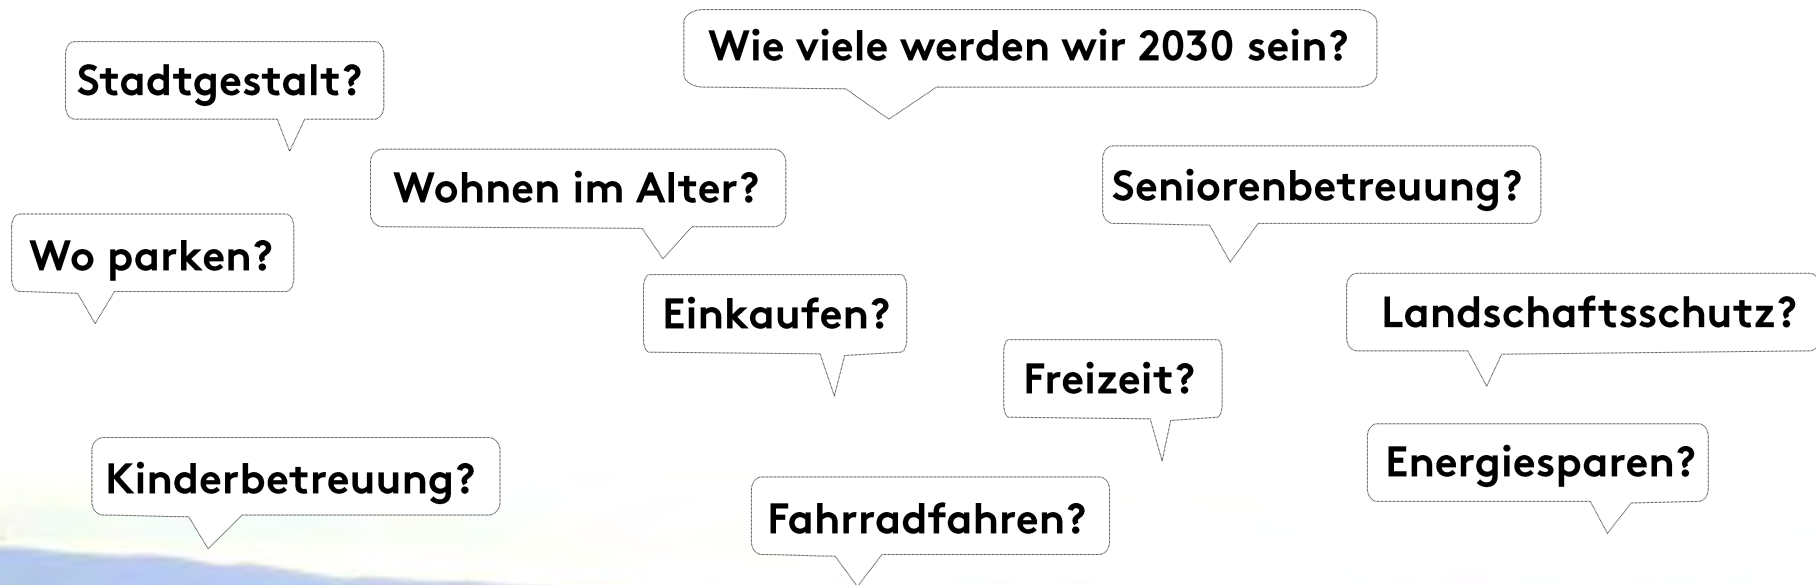 Wie viele werden wir 2030 sein?
Stadtgestalt?
Wohnen im Alter?
Seniorenbetreuung?
Wo parken?
Einkaufen?
Landschaftsschutz?
Freizeit?
Energiesparen?
Kinderbetreuung?
Fahrradfahren?